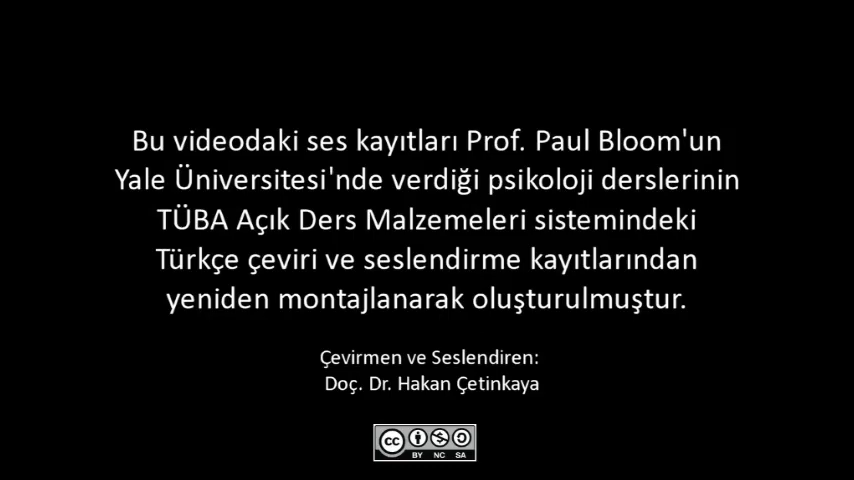 Bu videodaki ses kayıtları Prof. Paul Bloom'un
Yale Üniversitesi'nde verdiği psikoloji derslerinin
TÜBA Açık Ders Malzemeleri sistemindeki
Türkçe çeviri ve seslendirme kayıtlarından
yeniden montajlanarak oluşturulmuştur.
Çevirmen ve Seslendiren:
Doç. Dr. Hakan Çetinkaya
cc
BY NC SA